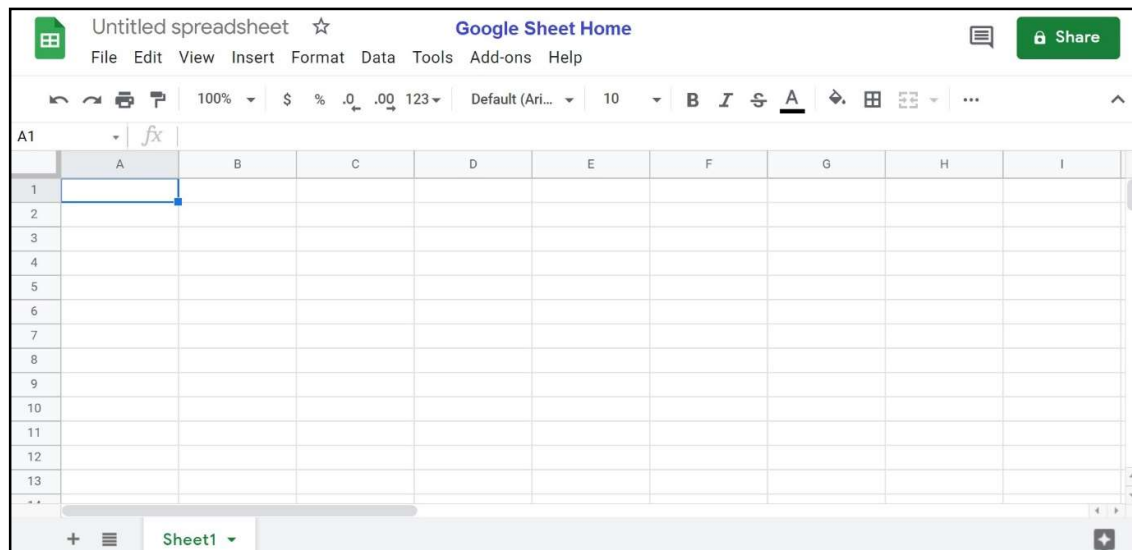 Untitled spreadsheet Google Sheet Home
Share
File Edit View Insert Format Data Tools Add-ons Help
100% $ % .0 .00 123 Default (Ari... 10 B I S A ...
A1 fx
A B C D E F G H I
1
2
3
4
5
6
7
8
9
10
11
12
13
+ Sheet1